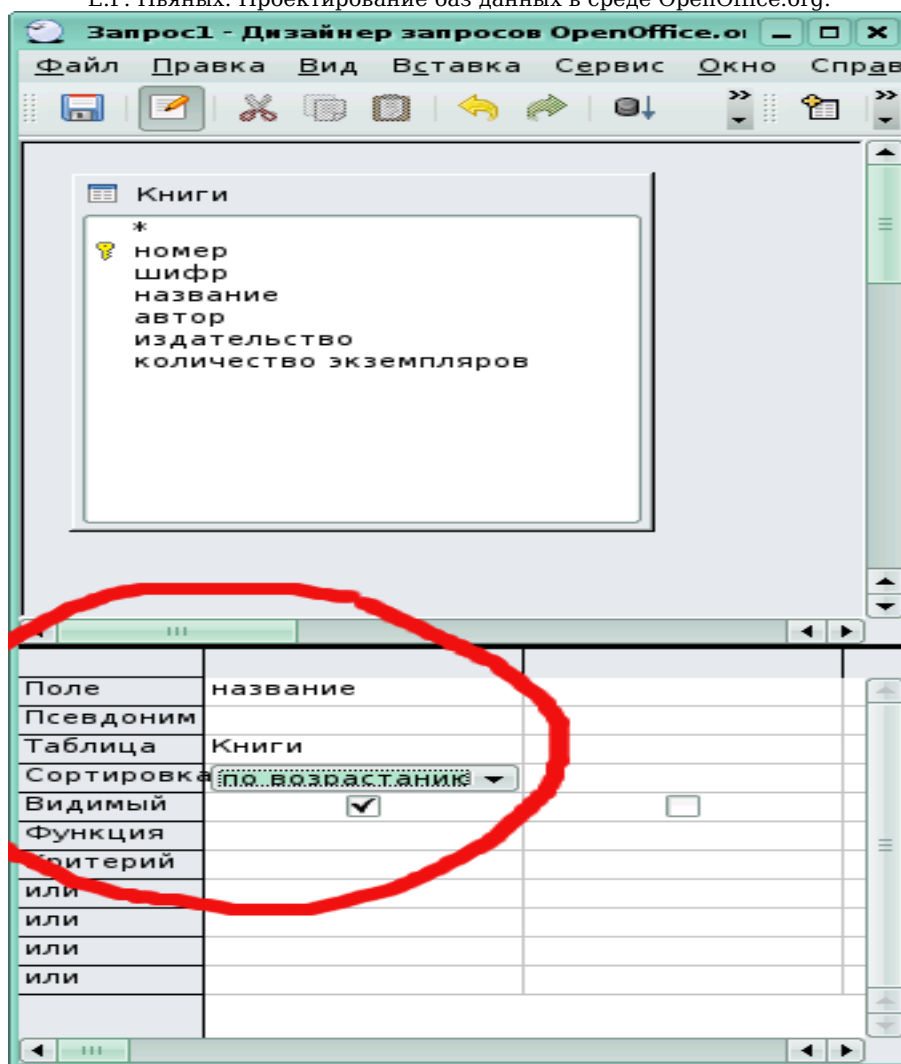 Е.Г. Пьяных. Проектирование баз данных в среде OpenOffice.org.
Запрос1 - Дизайнер запросов OpenOffice.o
Файл Правка Вид Вставка Сервис Окно Справ
Книги
*
номер
шифр
название
автор
издательство
количество экземпляров
Поле название
Псевдоним
Таблица Книги
Сортировка по возрастанию
Видимый
Функция
Критерий
или
или
или
или